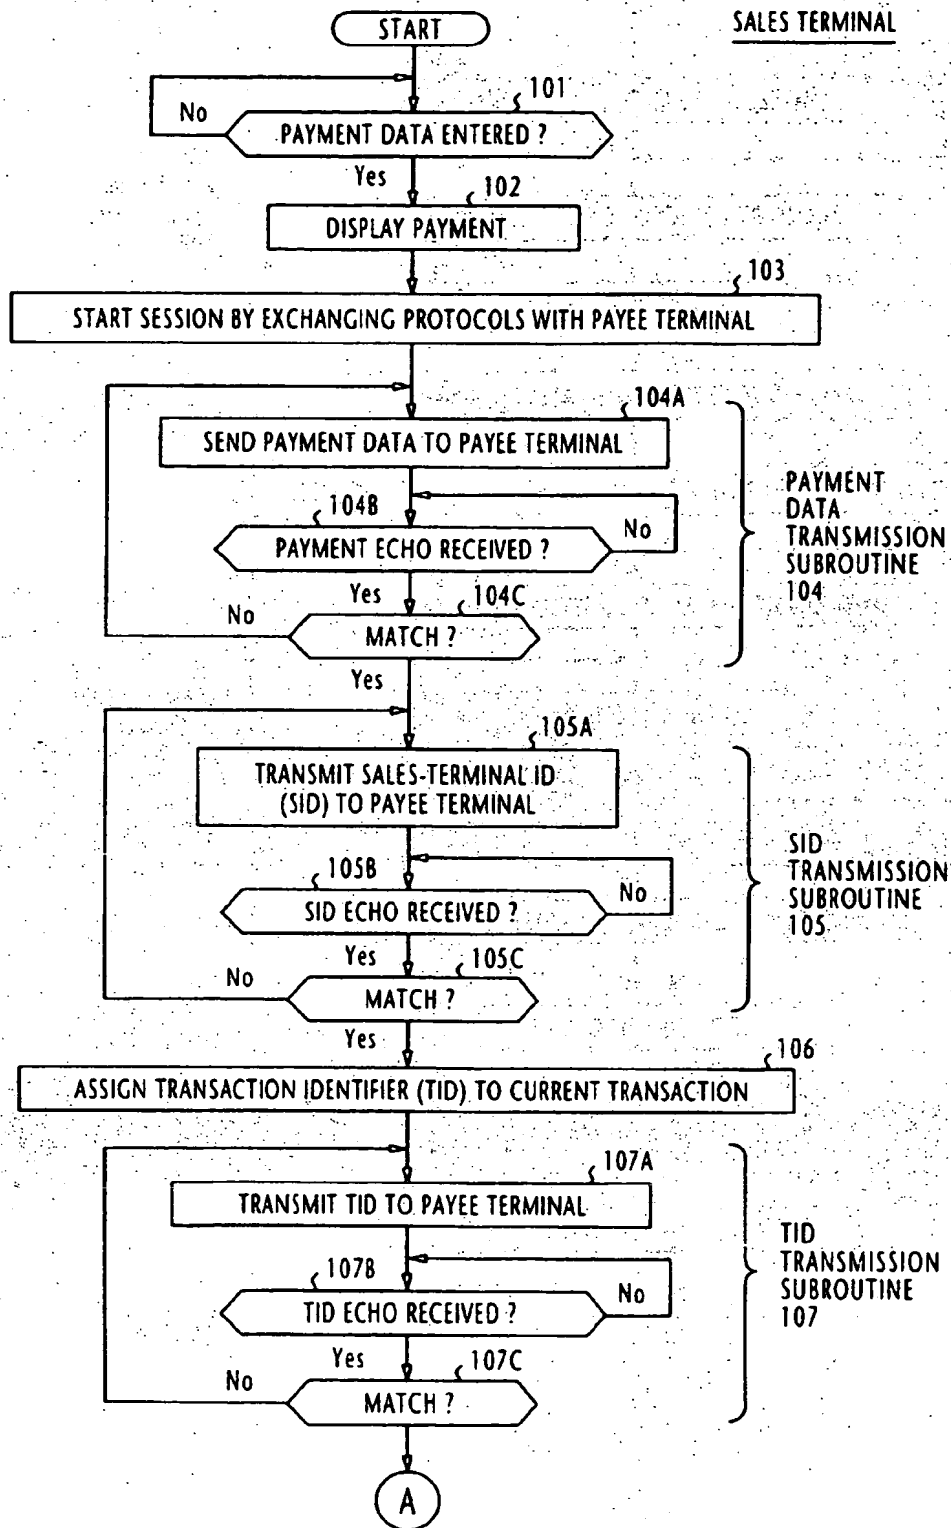 START
SALES TERMINAL
101
No
PAYMENT DATA ENTERED ?
Yes
102
DISPLAY PAYMENT
103
START SESSION BY EXCHANGING PROTOCOLS WITH PAYEE TERMINAL
104A
SEND PAYMENT DATA TO PAYEE TERMINAL
104B
No
PAYMENT ECHO RECEIVED ?
Yes
104C
No
MATCH ?
Yes
PAYMENT
DATA
TRANSMISSION
SUBROUTINE
104
105A
TRANSMIT SALES-TERMINAL ID
(SID) TO PAYEE TERMINAL
105B
No
SID ECHO RECEIVED ?
Yes
105C
No
MATCH ?
Yes
SID
TRANSMISSION
SUBROUTINE
105
106
ASSIGN TRANSACTION IDENTIFIER (TID) TO CURRENT TRANSACTION
107A
TRANSMIT TID TO PAYEE TERMINAL
107B
No
TID ECHO RECEIVED ?
Yes
107C
No
MATCH ?
TID
TRANSMISSION
SUBROUTINE
107
A